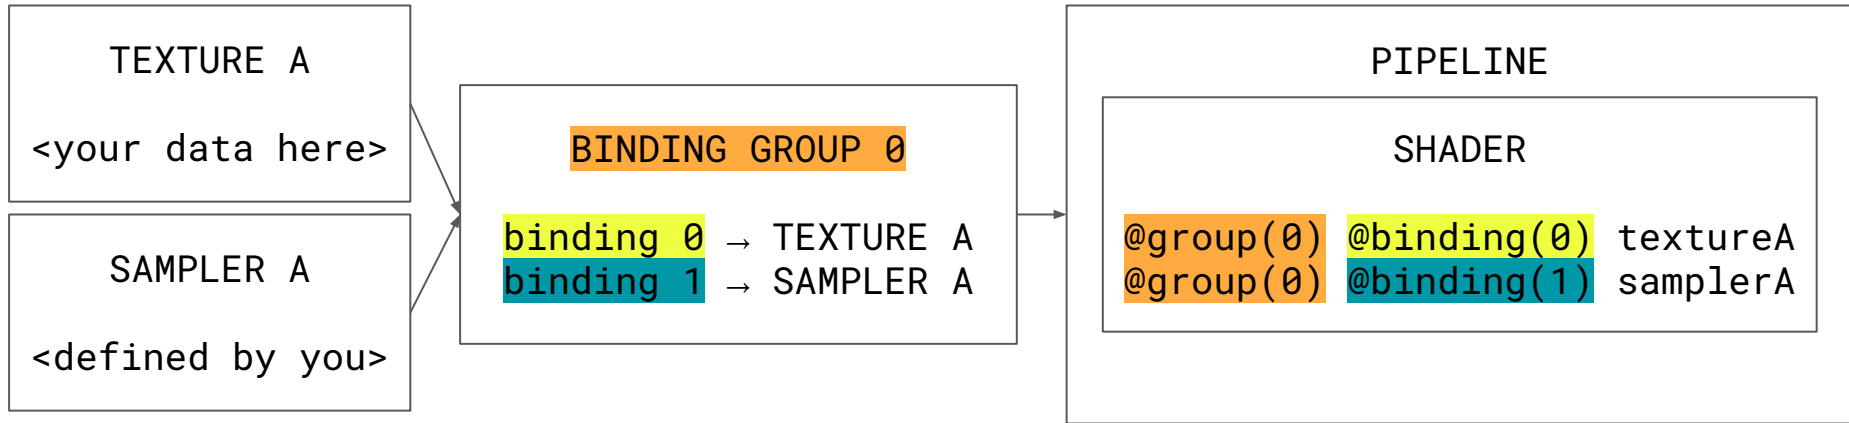 TEXTURE A
<your data here>
SAMPLER A
<defined by you>
BINDING GROUP 0
binding 0 → TEXTURE A
binding 1 → SAMPLER A
PIPELINE
SHADER
@group(0) @binding(0) textureA
@group(0) @binding(1) samplerA